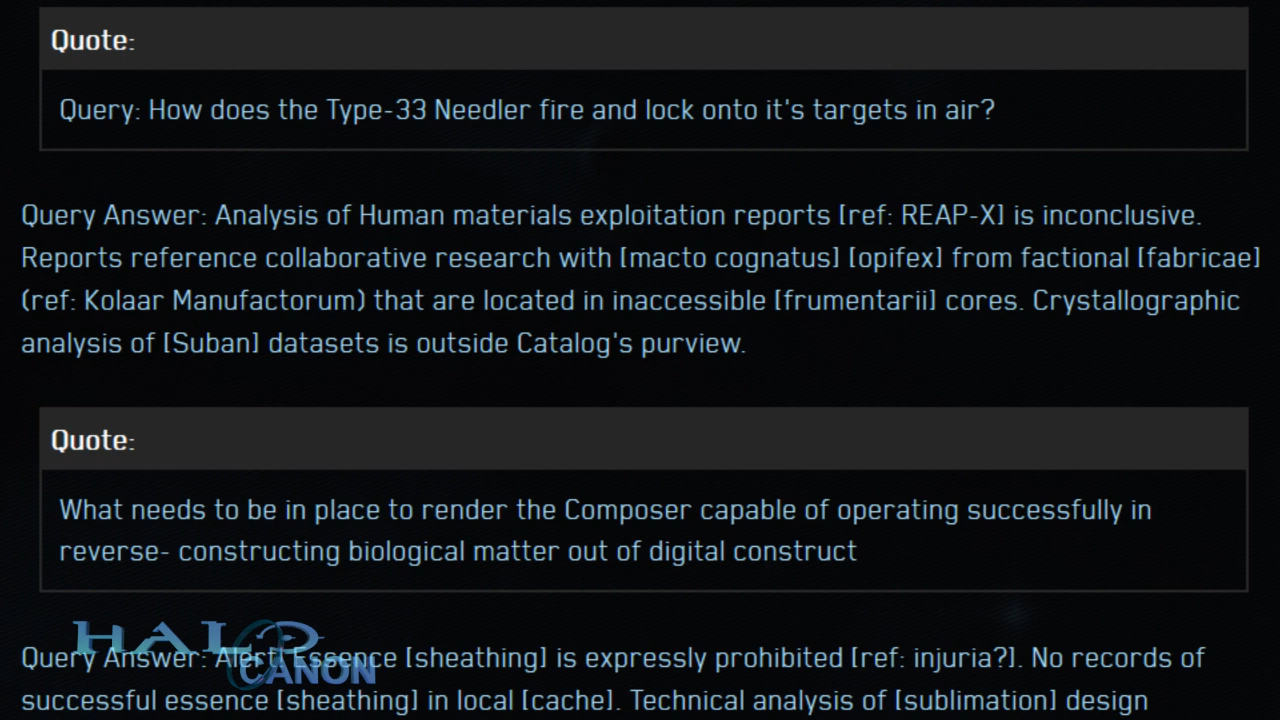 Quote:
Query: How does the Type-33 Needler fire and lock onto it's targets in air?
Query Answer: Analysis of Human materials exploitation reports [ref: REAP-X] is inconclusive.
Reports reference collaborative research with [macto cognatus] [opifex] from factional [fabricae]
(ref: Kolaar Manufactorum) that are located in inaccessible [frumentarii] cores. Crystallographic
analysis of [Suban] datasets is outside Catalog's purview.
Quote:
What needs to be in place to render the Composer capable of operating successfully in
reverse- constructing biological matter out of digital construct
HALO
CANON
Query Answer: Alert! Essence [sheathing] is expressly prohibited [ref: injuria?]. No records of
successful essence [sheathing] in local [cache]. Technical analysis of [sublimation] design